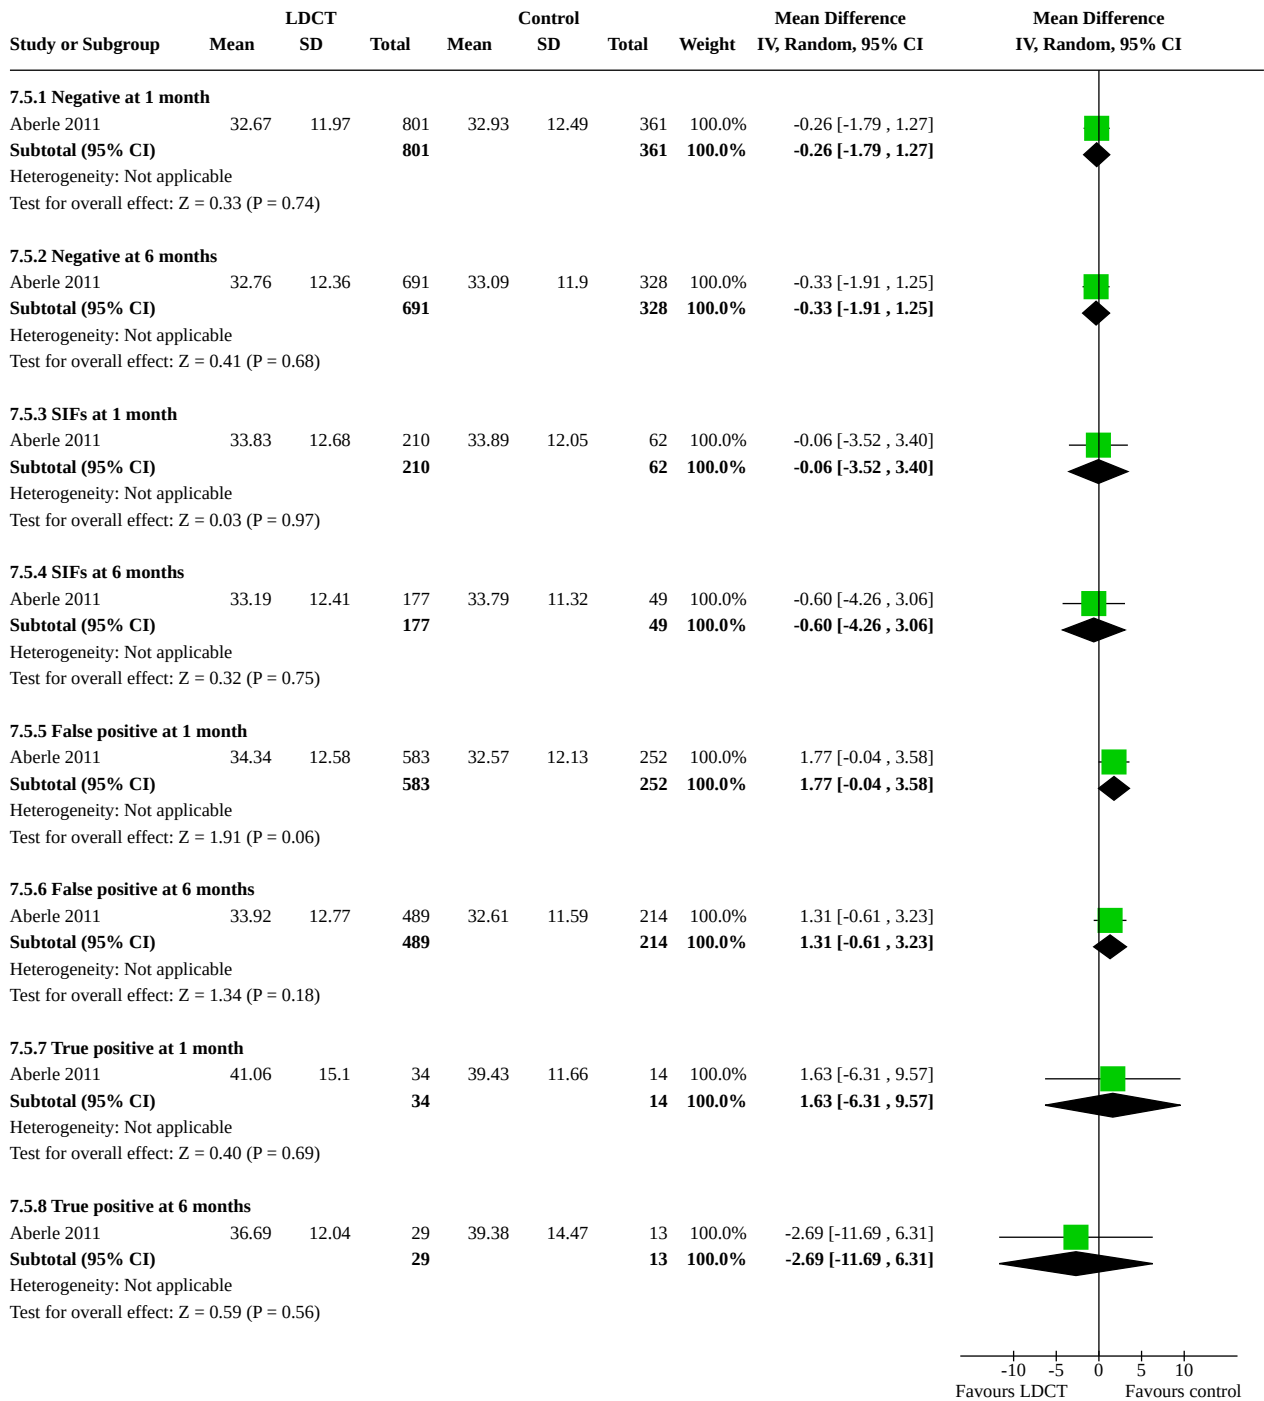 LDCT Control Mean Difference Mean Difference
Study or Subgroup Mean SD Total Mean SD Total Weight IV, Random, 95% CI IV, Random, 95% CI
7.5.1 Negative at 1 month
Aberle 2011 32.67 11.97 801 32.93 12.49 361 100.0% -0.26 [-1.79 , 1.27]
Subtotal (95% CI) 801 361 100.0% -0.26 [-1.79 , 1.27]
Heterogeneity: Not applicable
Test for overall effect: Z = 0.33 (P = 0.74)
7.5.2 Negative at 6 months
Aberle 2011 32.76 12.36 691 33.09 11.9 328 100.0% -0.33 [-1.91 , 1.25]
Subtotal (95% CI) 691 328 100.0% -0.33 [-1.91 , 1.25]
Heterogeneity: Not applicable
Test for overall effect: Z = 0.41 (P = 0.68)
7.5.3 SIFs at 1 month
Aberle 2011 33.83 12.68 210 33.89 12.05 62 100.0% -0.06 [-3.52 , 3.40]
Subtotal (95% CI) 210 62 100.0% -0.06 [-3.52 , 3.40]
Heterogeneity: Not applicable
Test for overall effect: Z = 0.03 (P = 0.97)
7.5.4 SIFs at 6 months
Aberle 2011 33.19 12.41 177 33.79 11.32 49 100.0% -0.60 [-4.26 , 3.06]
Subtotal (95% CI) 177 49 100.0% -0.60 [-4.26 , 3.06]
Heterogeneity: Not applicable
Test for overall effect: Z = 0.32 (P = 0.75)
7.5.5 False positive at 1 month
Aberle 2011 34.34 12.58 583 32.57 12.13 252 100.0% 1.77 [-0.04 , 3.58]
Subtotal (95% CI) 583 252 100.0% 1.77 [-0.04 , 3.58]
Heterogeneity: Not applicable
Test for overall effect: Z = 1.91 (P = 0.06)
7.5.6 False positive at 6 months
Aberle 2011 33.92 12.77 489 32.61 11.59 214 100.0% 1.31 [-0.61 , 3.23]
Subtotal (95% CI) 489 214 100.0% 1.31 [-0.61 , 3.23]
Heterogeneity: Not applicable
Test for overall effect: Z = 1.34 (P = 0.18)
7.5.7 True positive at 1 month
Aberle 2011 41.06 15.1 34 39.43 11.66 14 100.0% 1.63 [-6.31 , 9.57]
Subtotal (95% CI) 34 14 100.0% 1.63 [-6.31 , 9.57]
Heterogeneity: Not applicable
Test for overall effect: Z = 0.40 (P = 0.69)
7.5.8 True positive at 6 months
Aberle 2011 36.69 12.04 29 39.38 14.47 13 100.0% -2.69 [-11.69 , 6.31]
Subtotal (95% CI) 29 13 100.0% -2.69 [-11.69 , 6.31]
Heterogeneity: Not applicable
Test for overall effect: Z = 0.59 (P = 0.56)
-10 -5 0 5 10
Favours LDCT Favours control